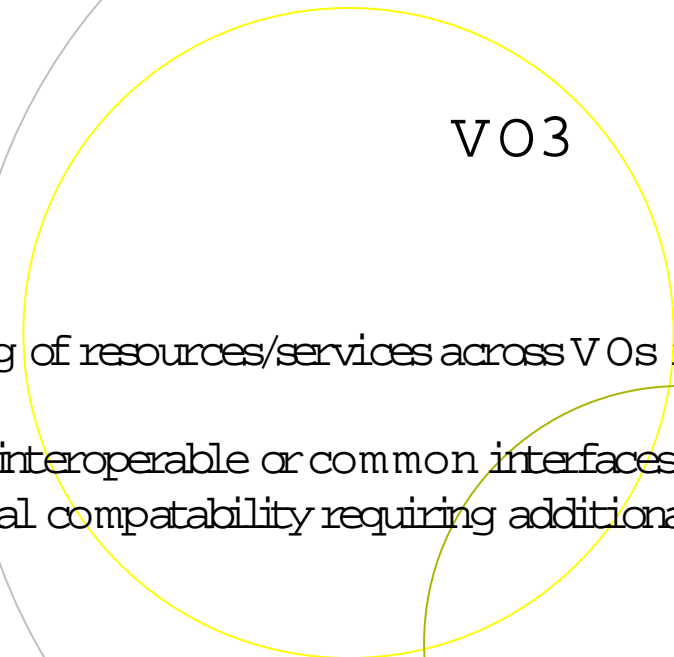 VO3
g of resources/services across VOs
interoperable or common interfaces
al compatability requiring additiona